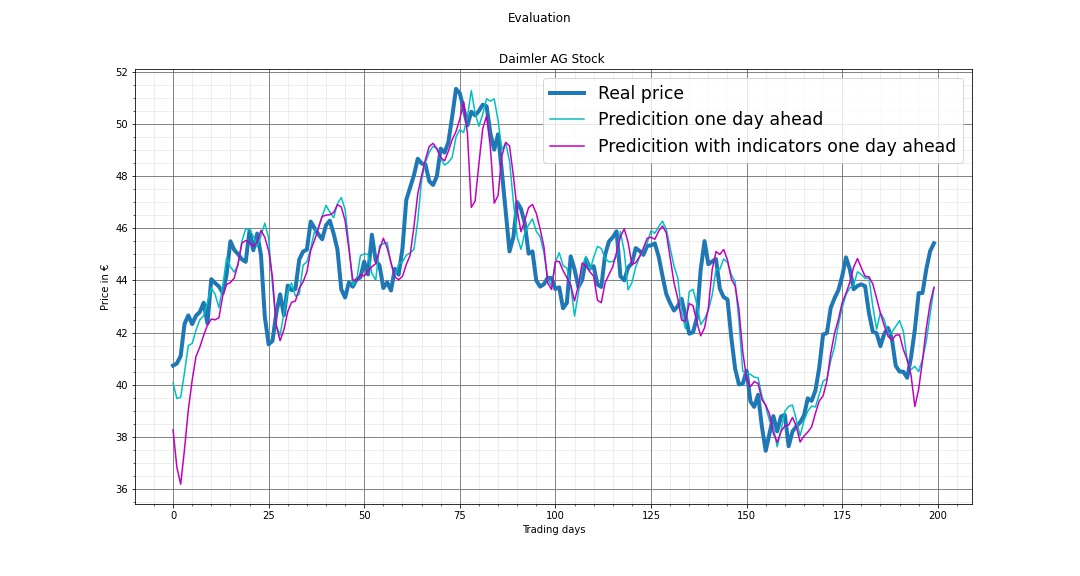 Evaluation
Daimler AG Stock
Real price
Predicition one day ahead
Predicition with indicators one day ahead
52
50
48
46
44
42
40
38
36
Price in €
0 25 50 75 100 125 150 175 200
Trading days